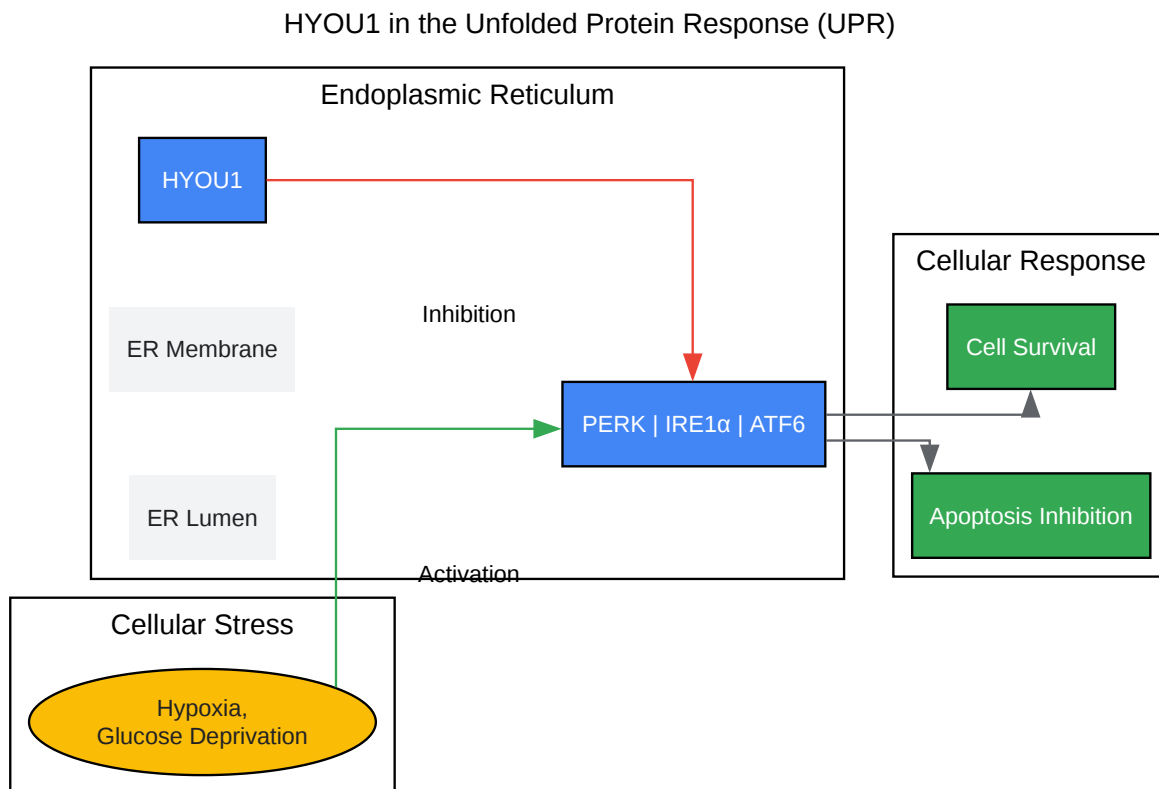 HYOU1 in the Unfolded Protein Response (UPR)
Endoplasmic Reticulum
HYOU1
Inhibition
ER Membrane
PERK | IRE1α | ATF6
ER Lumen
Activation
Cellular Response
Cell Survival
Apoptosis Inhibition
Cellular Stress
Hypoxia,
Glucose Deprivation